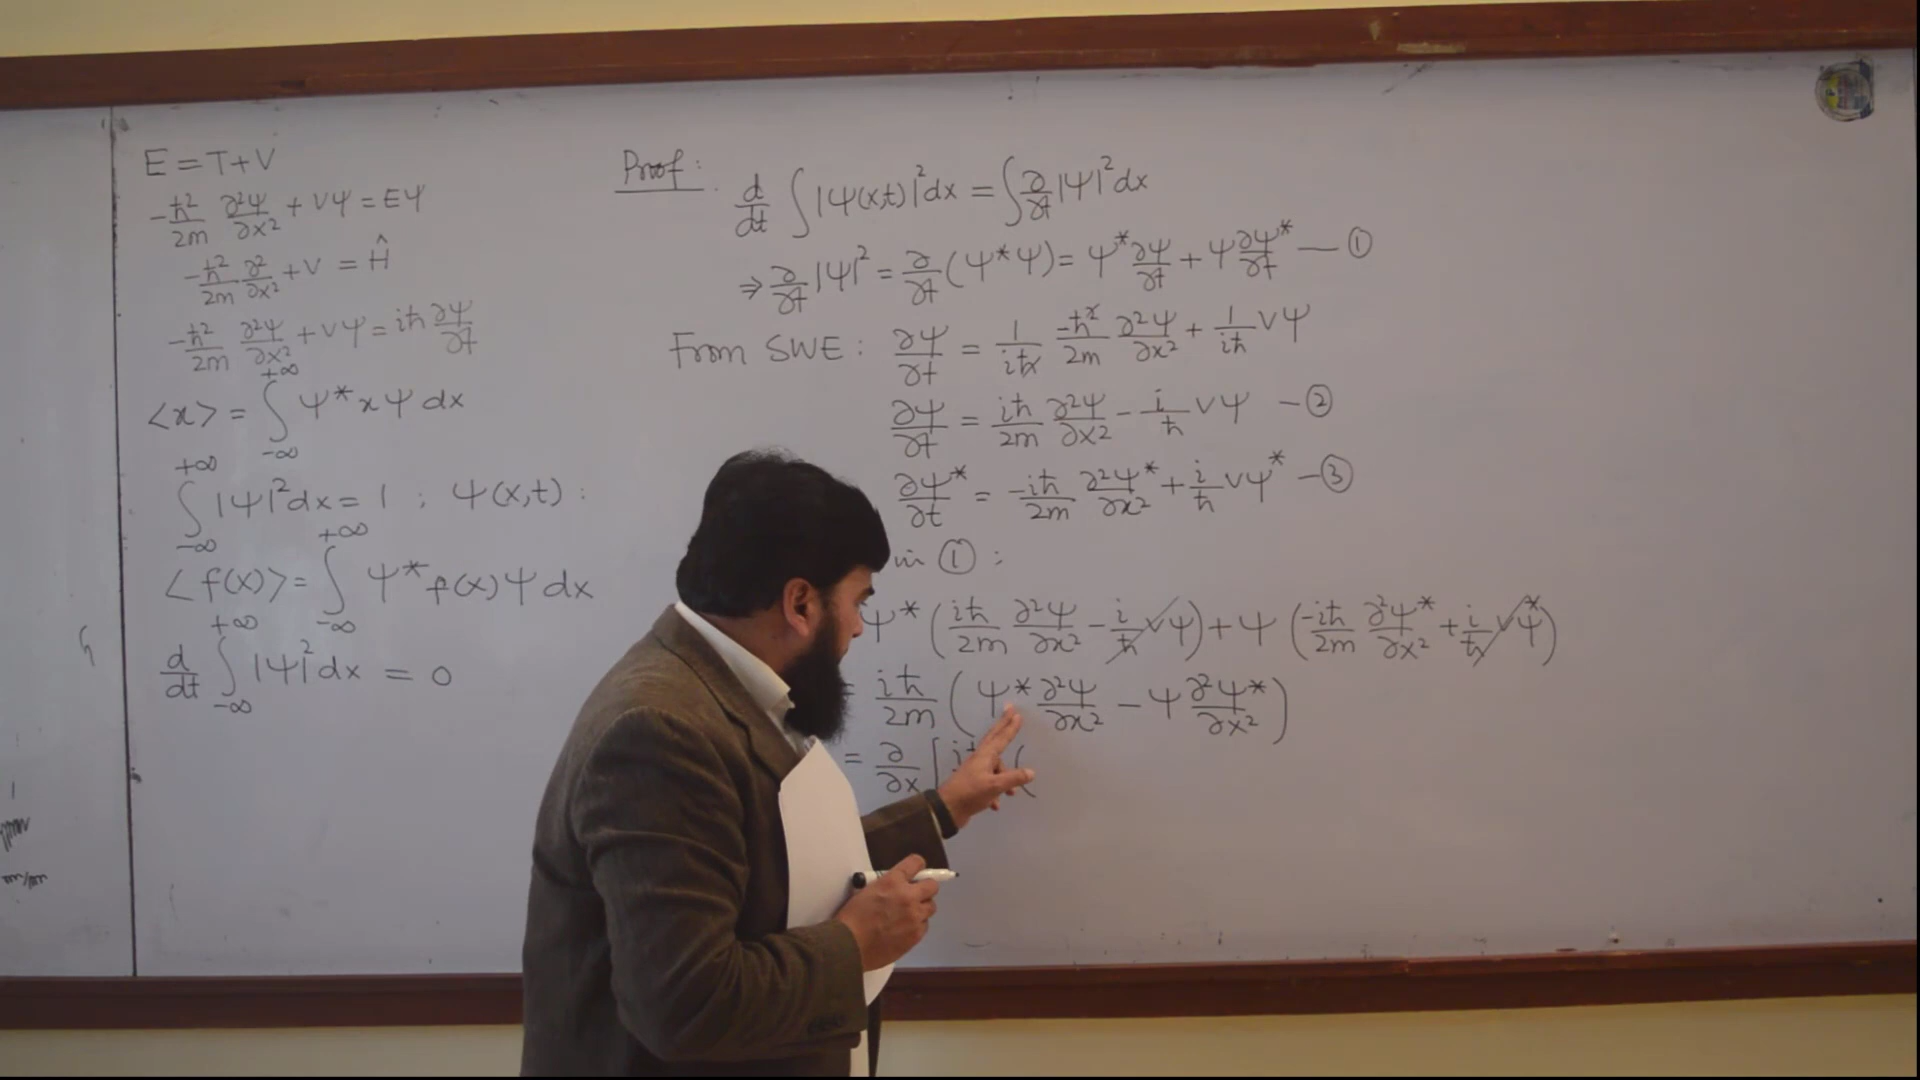 E = T+V
-ħ²/2m ∂²Ψ/∂x² + VΨ = EΨ
-ħ²/2m ∂²/∂x² + V = Ĥ
-ħ²/2m ∂²Ψ/∂x² + VΨ = iħ ∂Ψ/∂t
<x> = ∫_{-∞}^{+∞} Ψ* x Ψ dx
∫_{-∞}^{+∞} |Ψ|² dx = 1 ; Ψ(x,t) :
<f(x)> = ∫_{-∞}^{+∞} Ψ* f(x) Ψ dx
d/dt ∫_{-∞}^{+∞} |Ψ|² dx = 0
Proof :
d/dt ∫ |Ψ(x,t)|² dx = ∫ ∂/∂t |Ψ|² dx
⇒ ∂/∂t |Ψ|² = ∂/∂t (Ψ*Ψ) = Ψ* ∂Ψ/∂t + Ψ ∂Ψ*/∂t — ①
From SWE : ∂Ψ/∂t = 1/iħ -ħ²/2m ∂²Ψ/∂x² + 1/iħ VΨ
∂Ψ/∂t = iħ/2m ∂²Ψ/∂x² - i/ħ VΨ — ②
∂Ψ*/∂t = -iħ/2m ∂²Ψ*/∂x² + i/ħ VΨ* — ③
in ① :
Ψ* (iħ/2m ∂²Ψ/∂x² - i/ħ VΨ) + Ψ (-iħ/2m ∂²Ψ*/∂x² + i/ħ VΨ*)
= iħ/2m (Ψ* ∂²Ψ/∂x² - Ψ ∂²Ψ*/∂x²)
= ∂/∂x [iħ (